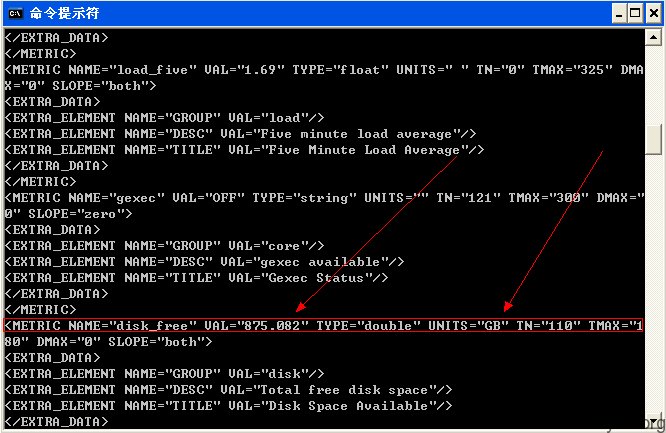 命令提示符
</EXTRA_DATA>
</METRIC>
<METRIC NAME="load_five" VAL="1.69" TYPE="float" UNITS=" " TN="0" TMAX="325" DMA
X="0" SLOPE="both">
<EXTRA_DATA>
<EXTRA_ELEMENT NAME="GROUP" VAL="load"/>
<EXTRA_ELEMENT NAME="DESC" VAL="Five minute load average"/>
<EXTRA_ELEMENT NAME="TITLE" VAL="Five Minute Load Average"/>
</EXTRA_DATA>
</METRIC>
<METRIC NAME="gexec" VAL="OFF" TYPE="string" UNITS="" TN="121" TMAX="300" DMAX="
0" SLOPE="zero">
<EXTRA_DATA>
<EXTRA_ELEMENT NAME="GROUP" VAL="core"/>
<EXTRA_ELEMENT NAME="DESC" VAL="gexec available"/>
<EXTRA_ELEMENT NAME="TITLE" VAL="Gexec Status"/>
</EXTRA_DATA>
</METRIC>
<METRIC NAME="disk_free" VAL="875.082" TYPE="double" UNITS="GB" TN="110" TMAX="1
80" DMAX="0" SLOPE="both">
<EXTRA_DATA>
<EXTRA_ELEMENT NAME="GROUP" VAL="disk"/>
<EXTRA_ELEMENT NAME="DESC" VAL="Total free disk space"/>
<EXTRA_ELEMENT NAME="TITLE" VAL="Disk Space Available"/>
</EXTRA_DATA>